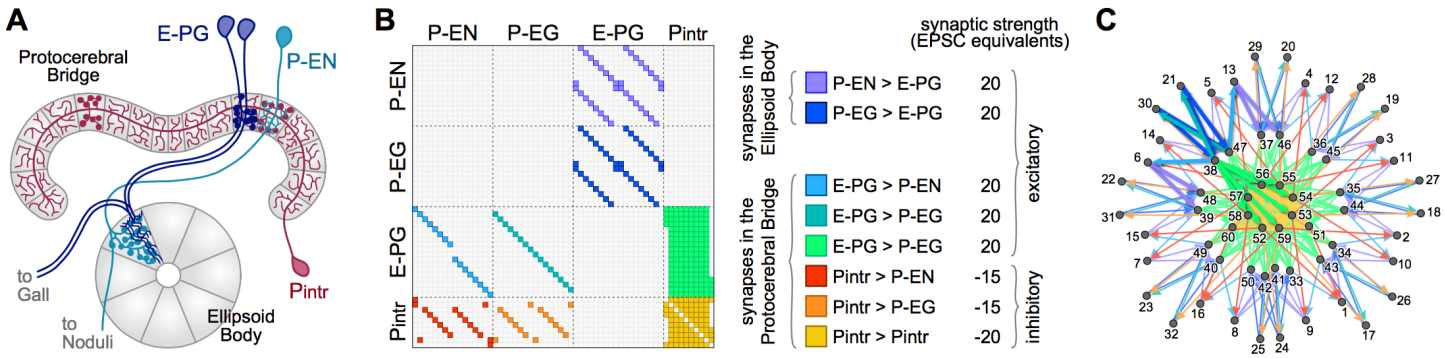 A
E-PG
P-EN
Protocerebral
Bridge
to
Gall
to
Noduli
Ellipsoid
Body
Pintr
B
P-EN
P-EG
E-PG
Pintr
P-EN
P-EG
E-PG
Pintr
synaptic strength
(EPSC equivalents)
synapses in the
Ellipsoid Body
P-EN > E-PG 20
P-EG > E-PG 20
synapses in the
Protocerebral Bridge
E-PG > P-EN 20
E-PG > P-EG 20
E-PG > P-EG 20
Pintr > P-EN -15
Pintr > P-EG -15
Pintr > Pintr -20
excitatory
inhibitory
C
29 20
21 5 13 4 12 28
30 19
14 47 37 46 36 45 3
6 38 11
56 55
22 48 57 54 35 27
31 39 58 53 44 18
15 60 52 59 51 2
7 49 40 34 43 10
50 42 41 33
23 16 1 26
32 8 9 17
25 24